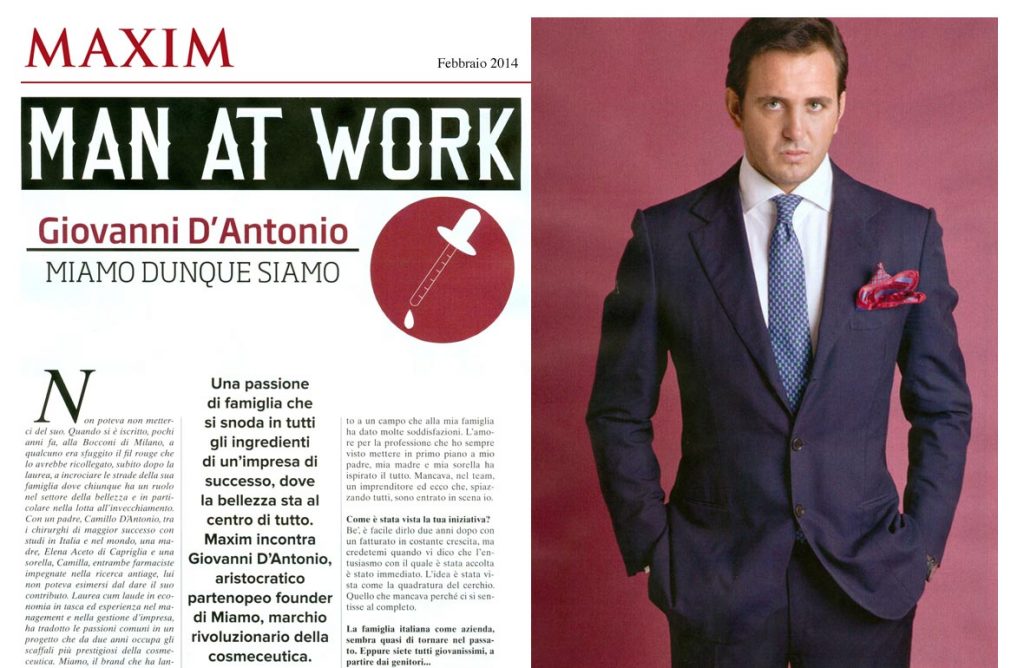 MAXIM
Febbraio 2014
MAN AT WORK
Giovanni D'Antonio
MIAMO DUNQUE SIAMO
Non poteva non metter-
ci del suo. Quando si è iscritto, pochi
anni fa, alla Bocconi di Milano, a
qualcuno era sfuggito il fil rouge che
lo avrebbe ricollegato, subito dopo la
laurea, a incrociare le strade della sua
famiglia dove chiunque ha un ruolo
nel settore della bellezza e in parti-
colare nella lotta all'invecchiamento.
Con un padre, Camillo D'Antonio, tra
i chirurghi di maggior successo con
studi in Italia e nel mondo, una ma-
dre, Elena Aceto di Capriglia e una
sorella, Camilla, entrambe farmaciste
impegnate nella ricerca antiage, lui
non poteva esimersi dal dare il suo
contributo. Laurea cum laude in eco-
nomia in tasca ed esperienza nel ma-
nagement e nella gestione d'impresa,
ha tradotto le passioni comuni in un
progetto che da due anni occupa gli
scaffali più prestigiosi della cosme-
ceutica. Miamo, il brand che ha lan-
Una passione
di famiglia che
si snoda in tutti
gli ingredienti
di un'impresa di
successo, dove
la bellezza sta al
centro di tutto.
Maxim incontra
Giovanni D'Antonio,
aristocratico
partenopeo founder
di Miamo, marchio
rivoluzionario della
cosmeceutica.
to a un campo che alla mia famiglia
ha dato molte soddisfazioni. L'amo-
re per la professione che ho sempre
visto mettere in primo piano a mio
padre, mia madre e mia sorella ha
ispirato il tutto. Mancava, nel team,
un imprenditore ed ecco che, spiaz-
zando tutti, sono entrato in scena io.
Come è stata vista la tua iniziativa?
Be', è facile dirlo due anni dopo con
un fatturato in costante crescita, ma
credetemi quando vi dico che l'en-
tusiasmo con il quale è stata accolta
è stato immediato. L'idea è stata vi-
sta come la quadratura del cerchio.
Quello che mancava perché ci si sen-
tisse al completo.
La famiglia italiana come azienda,
sembra quasi di tornare nel passa-
to. Eppure siete tutti giovanissimi, a
partire dai genitori...